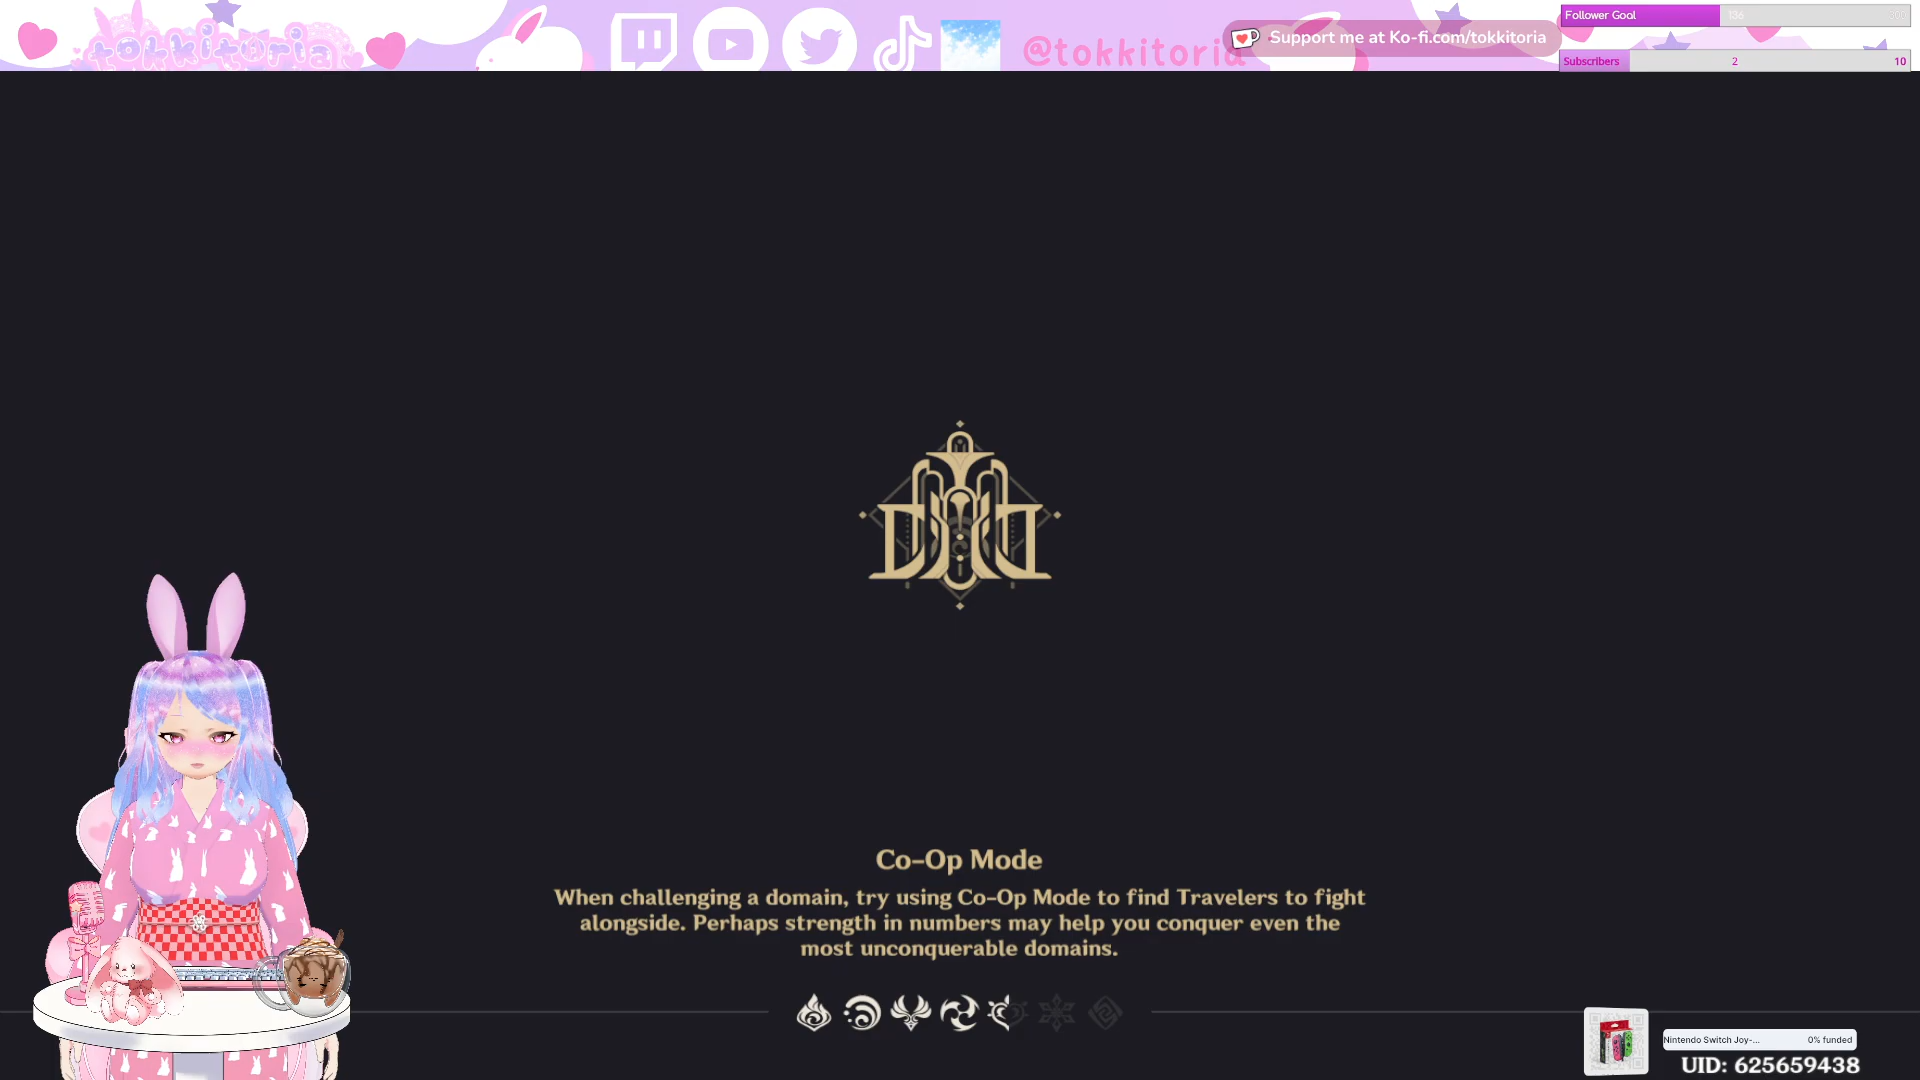 tokkitoria
@tokkitoria
Support me at Ko-fi.com/tokkitoria
Follower Goal 136
Subscribers 2 10
Co-Op Mode
When challenging a domain, try using Co-Op Mode to find Travelers to fight
alongside. Perhaps strength in numbers may help you conquer even the
most unconquerable domains.
Nintendo Switch Joy-... 0% funded
UID: 625659438